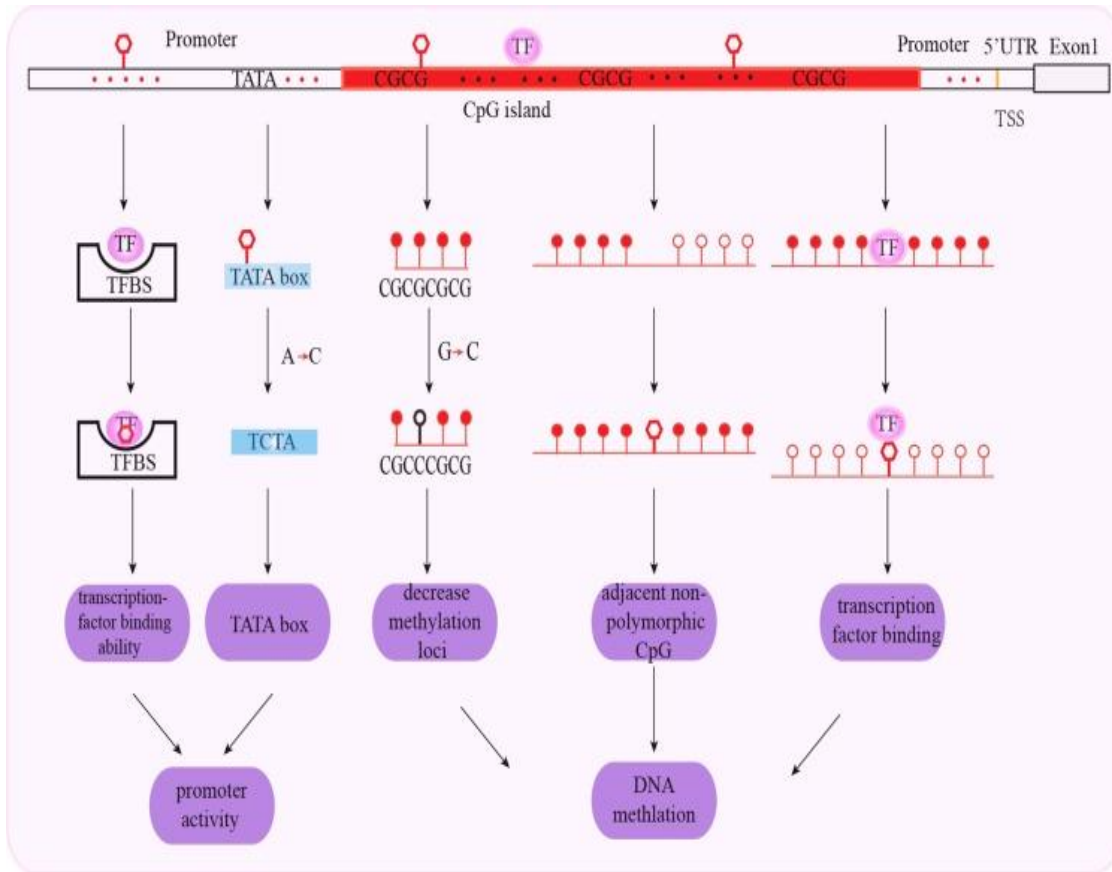 Promoter
TF
Promoter 5'UTR Exon1
TATA CGCG CGCG CGCG
CpG island
TSS
TF
TFBS
TATA box
CGCGCGCG
TF
A→C
G→C
TF
TFBS
TCTA
CGCCCGCG
TF
transcription-
factor binding
ability
TATA box
decrease
methylation
loci
adjacent non-
polymorphic
CpG
transcription
factor binding
promoter
activity
DNA
methlation